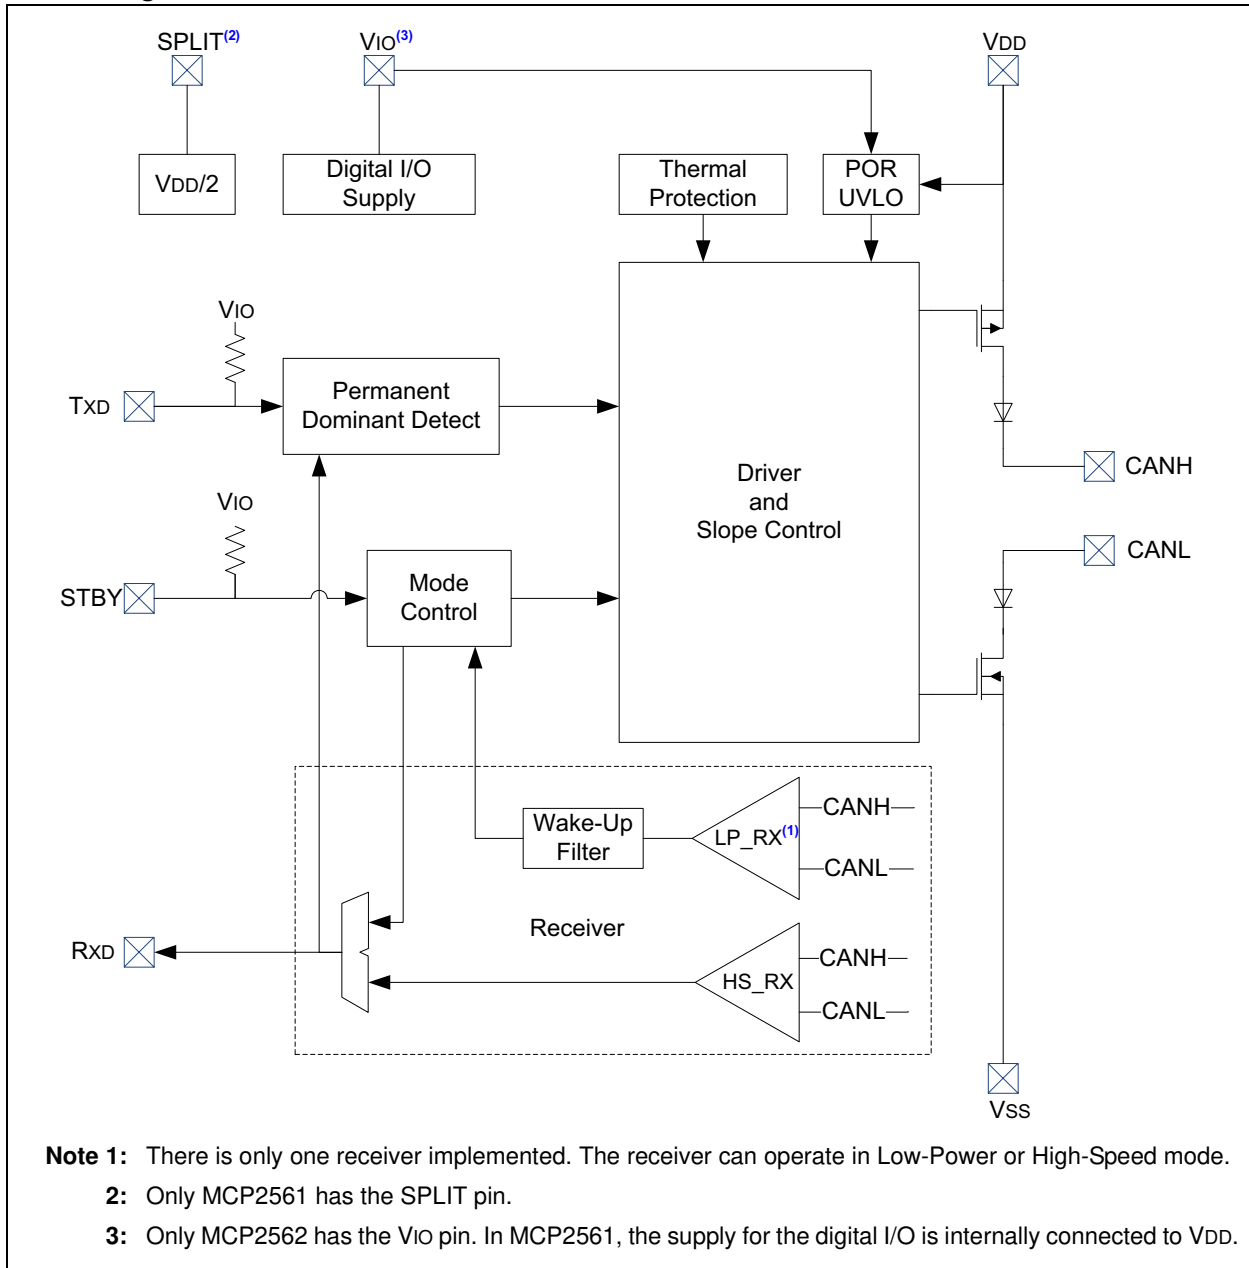 SPLIT(2)
VIO(3)
VDD
VDD/2
Digital I/O
Supply
Thermal
Protection
POR
UVLO
VIO
TXD
Permanent
Dominant Detect
Driver
and
Slope Control
CANH
VIO
STBY
Mode
Control
CANL
Wake-Up
Filter
LP_RX(1)
CANH
CANL
Receiver
RXD
HS_RX
CANH
CANL
VSS
Note 1: There is only one receiver implemented. The receiver can operate in Low-Power or High-Speed mode.
2: Only MCP2561 has the SPLIT pin.
3: Only MCP2562 has the VIO pin. In MCP2561, the supply for the digital I/O is internally connected to VDD.